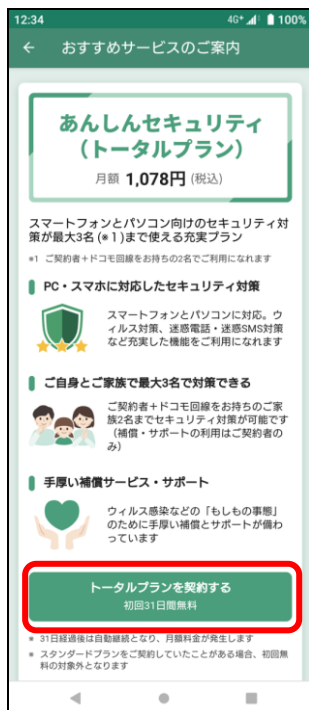 12:34
4G+ 100%
おすすめサービスのご案内
あんしんセキュリティ
（トータルプラン）
月額 1,078円 (税込)
スマートフォンとパソコン向けのセキュリティ対
策が最大3名 (※1)まで使える充実プラン
※1 ご契約者＋ドコモ回線をお持ちの2名でご利用になれます
PC・スマホに対応したセキュリティ対策
スマートフォンとパソコンに対応。ウ
ィルス対策、迷惑電話・迷惑SMS対策
など充実した機能をご利用になれます
ご自身とご家族で最大3名で対策できる
ご契約者＋ドコモ回線をお持ちのご家
族2名までセキュリティ対策が可能です
（補償・サポートの利用はご契約者の
み）
手厚い補償サービス・サポート
ウィルス感染などの「もしもの事態」
のために手厚い補償とサポートが備わ
っています
トータルプランを契約する
初回31日間無料
※ 31日経過後は自動継続となり、月額料金が発生します
※ スタンダードプランをご契約していたことがある場合、初回無
料の対象外となります